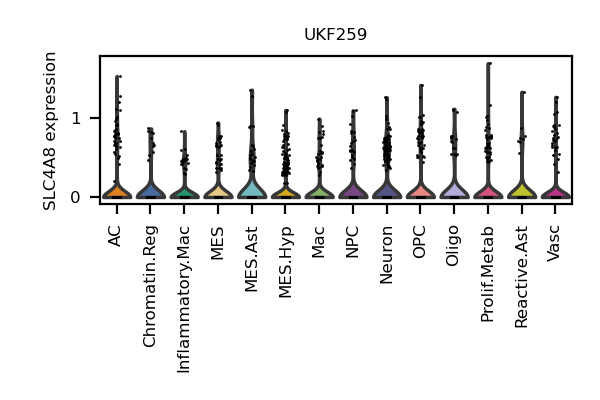 UKF259
SLC4A8 expression
1
0
AC
Chromatin.Reg
Inflammatory.Mac
MES
MES.Ast
MES.Hyp
Mac
NPC
Neuron
OPC
Oligo
Prolif.Metab
Reactive.Ast
Vasc